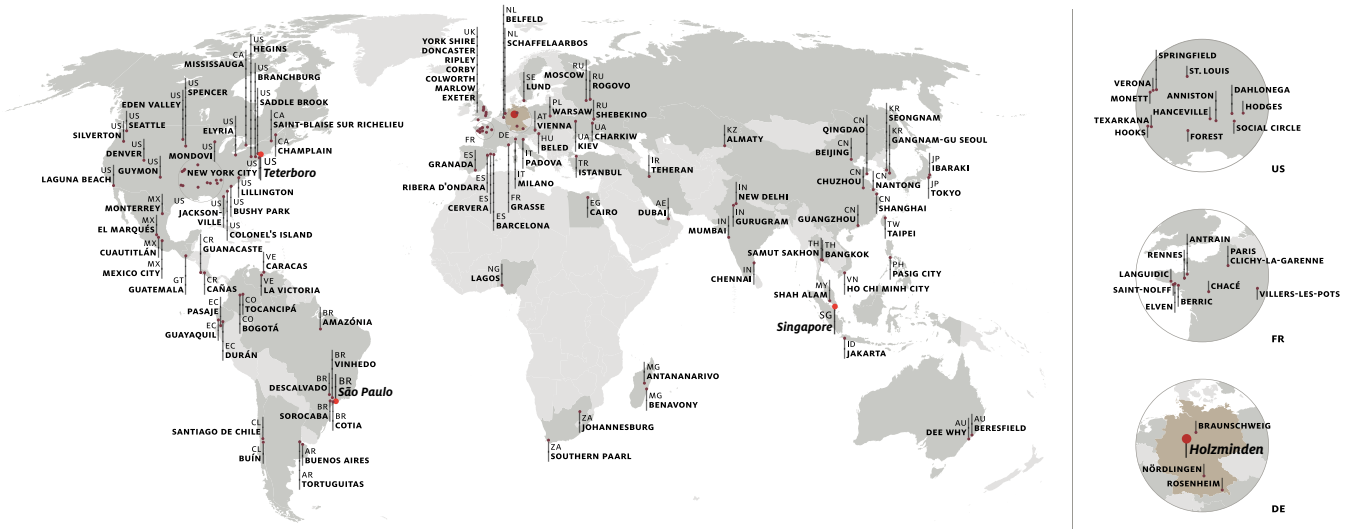 NL
BELFELD
NL
SCHAFFELAARBOS
UK
YORK SHIRE
DONCASTER
RIPLEY
CORBY
COLWORTH
MARLOW
EXETER
US
HEGINS
CA
MISSISSAUGA
US
BRANCHBURG
US
SPENCER
US
EDEN VALLEY
US
SADDLE BROOK
US
SEATTLE
US
SILVERTON
US
ELYRIA
CA
SAINT-BLAISE SUR RICHELIEU
CA
CHAMPLAIN
US
DENVER
US
MONDOVI
US
GUYMON
US
NEW YORK CITY
US
Teterboro
US
LAGUNA BEACH
US
LILLINGTON
US
US
JACKSON-
VILLE
US
BUSHY PARK
US
COLONEL'S ISLAND
MX
MONTERREY
MX
EL MARQUÉS
MX
CUAUTITLÁN
MX
MEXICO CITY
GT
GUATEMALA
CR
GUANACASTE
CR
CAÑAS
VE
CARACAS
VE
LA VICTORIA
EC
PASAJE
CO
TOCANCIPÁ
CO
BOGOTÁ
EC
GUAYAQUIL
EC
DURÁN
BR
AMAZÓNIA
BR
VINHEDO
BR
DESCALVADO
BR
São Paulo
BR
SOROCABA
BR
COTIA
CL
SANTIAGO DE CHILE
CL
BUÍN
AR
BUENOS AIRES
AR
TORTUGUITAS
SE
LUND
RU
MOSCOW
RU
ROGOVO
PL
WARSAW
RU
SHEBEKINO
AT
VIENNA
UA
CHARKIW
UA
KIEV
HU
BELED
DE
FR
IT
PADOVA
IT
MILANO
TR
ISTANBUL
ES
GRANADA
ES
RIBERA D'ONDARA
ES
CERVERA
FR
GRASSE
ES
BARCELONA
EG
CAIRO
NG
LAGOS
MG
ANTANANARIVO
MG
BENAVONY
ZA
JOHANNESBURG
ZA
SOUTHERN PAARL
IR
TEHERAN
AE
DUBAI
KZ
ALMATY
IN
NEW DELHI
IN
GURUGRAM
IN
MUMBAI
IN
CHENNAI
KR
SEONGNAM
KR
GANGNAM-GU SEOUL
CN
QINGDAO
CN
BEIJING
JP
IBARAKI
JP
TOKYO
CN
CHUZHOU
CN
NANTONG
CN
SHANGHAI
CN
GUANGZHOU
TW
TAIPEI
TH
SAMUT SAKHON
TH
BANGKOK
PH
PASIG CITY
VN
HO CHI MINH CITY
MY
SHAH ALAM
SG
Singapore
ID
JAKARTA
AU
DEE WHY
AU
BERESFIELD
SPRINGFIELD
ST. LOUIS
VERONA
MONETT
ANNISTON
DAHLONEGA
HANCEVILLE
HODGES
TEXARKANA
HOOKS
SOCIAL CIRCLE
FOREST
US
ANTRAIN
RENNES
PARIS
CLICHY-LA-GARENNE
LANGUIDIC
SAINT-NOLFF
ELVEN
BERRIC
CHACÉ
VILLERS-LES-POTS
FR
BRAUNSCHWEIG
Holzminden
NÖRDLINGEN
ROSENHEIM
DE